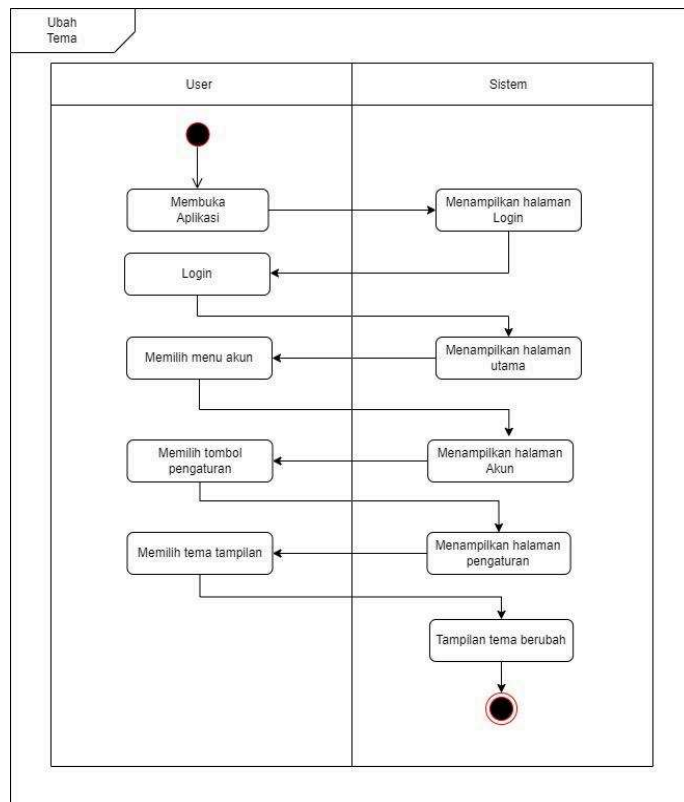 Ubah
Tema
User
Sistem
Membuka
Aplikasi
Menampilkan halaman
Login
Login
Menampilkan halaman
utama
Memilih menu akun
Menampilkan halaman
Akun
Memilih tombol
pengaturan
Menampilkan halaman
pengaturan
Memilih tema tampilan
Tampilan tema berubah